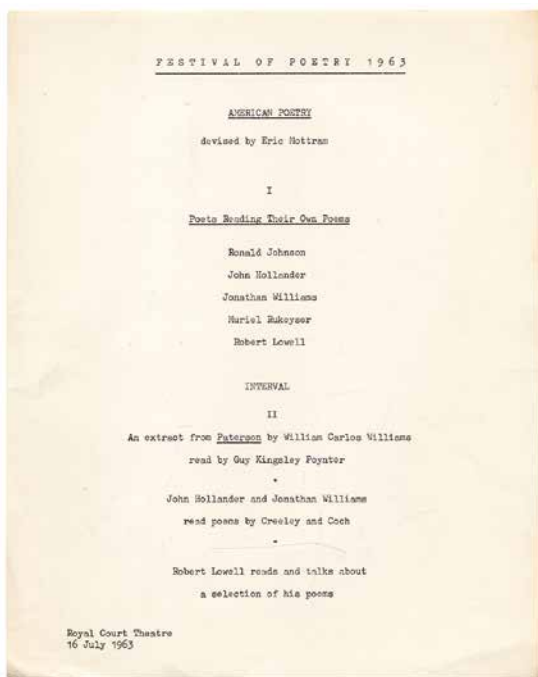 FESTIVAL OF POETRY 1963
AMERICAN POETRY
devised by Eric Mottram
I
Poets Reading Their Own Poems
Ronald Johnson
John Hollander
Jonathan Williams
Muriel Rukeyser
Robert Lowell
INTERVAL
II
An extract from Paterson by William Carlos Williams
read by Guy Kingsley Poynter
*
John Hollander and Jonathan Williams
read poems by Creeley and Coch
*
Robert Lowell reads and talks about
a selection of his poems
Royal Court Theatre
16 July 1963